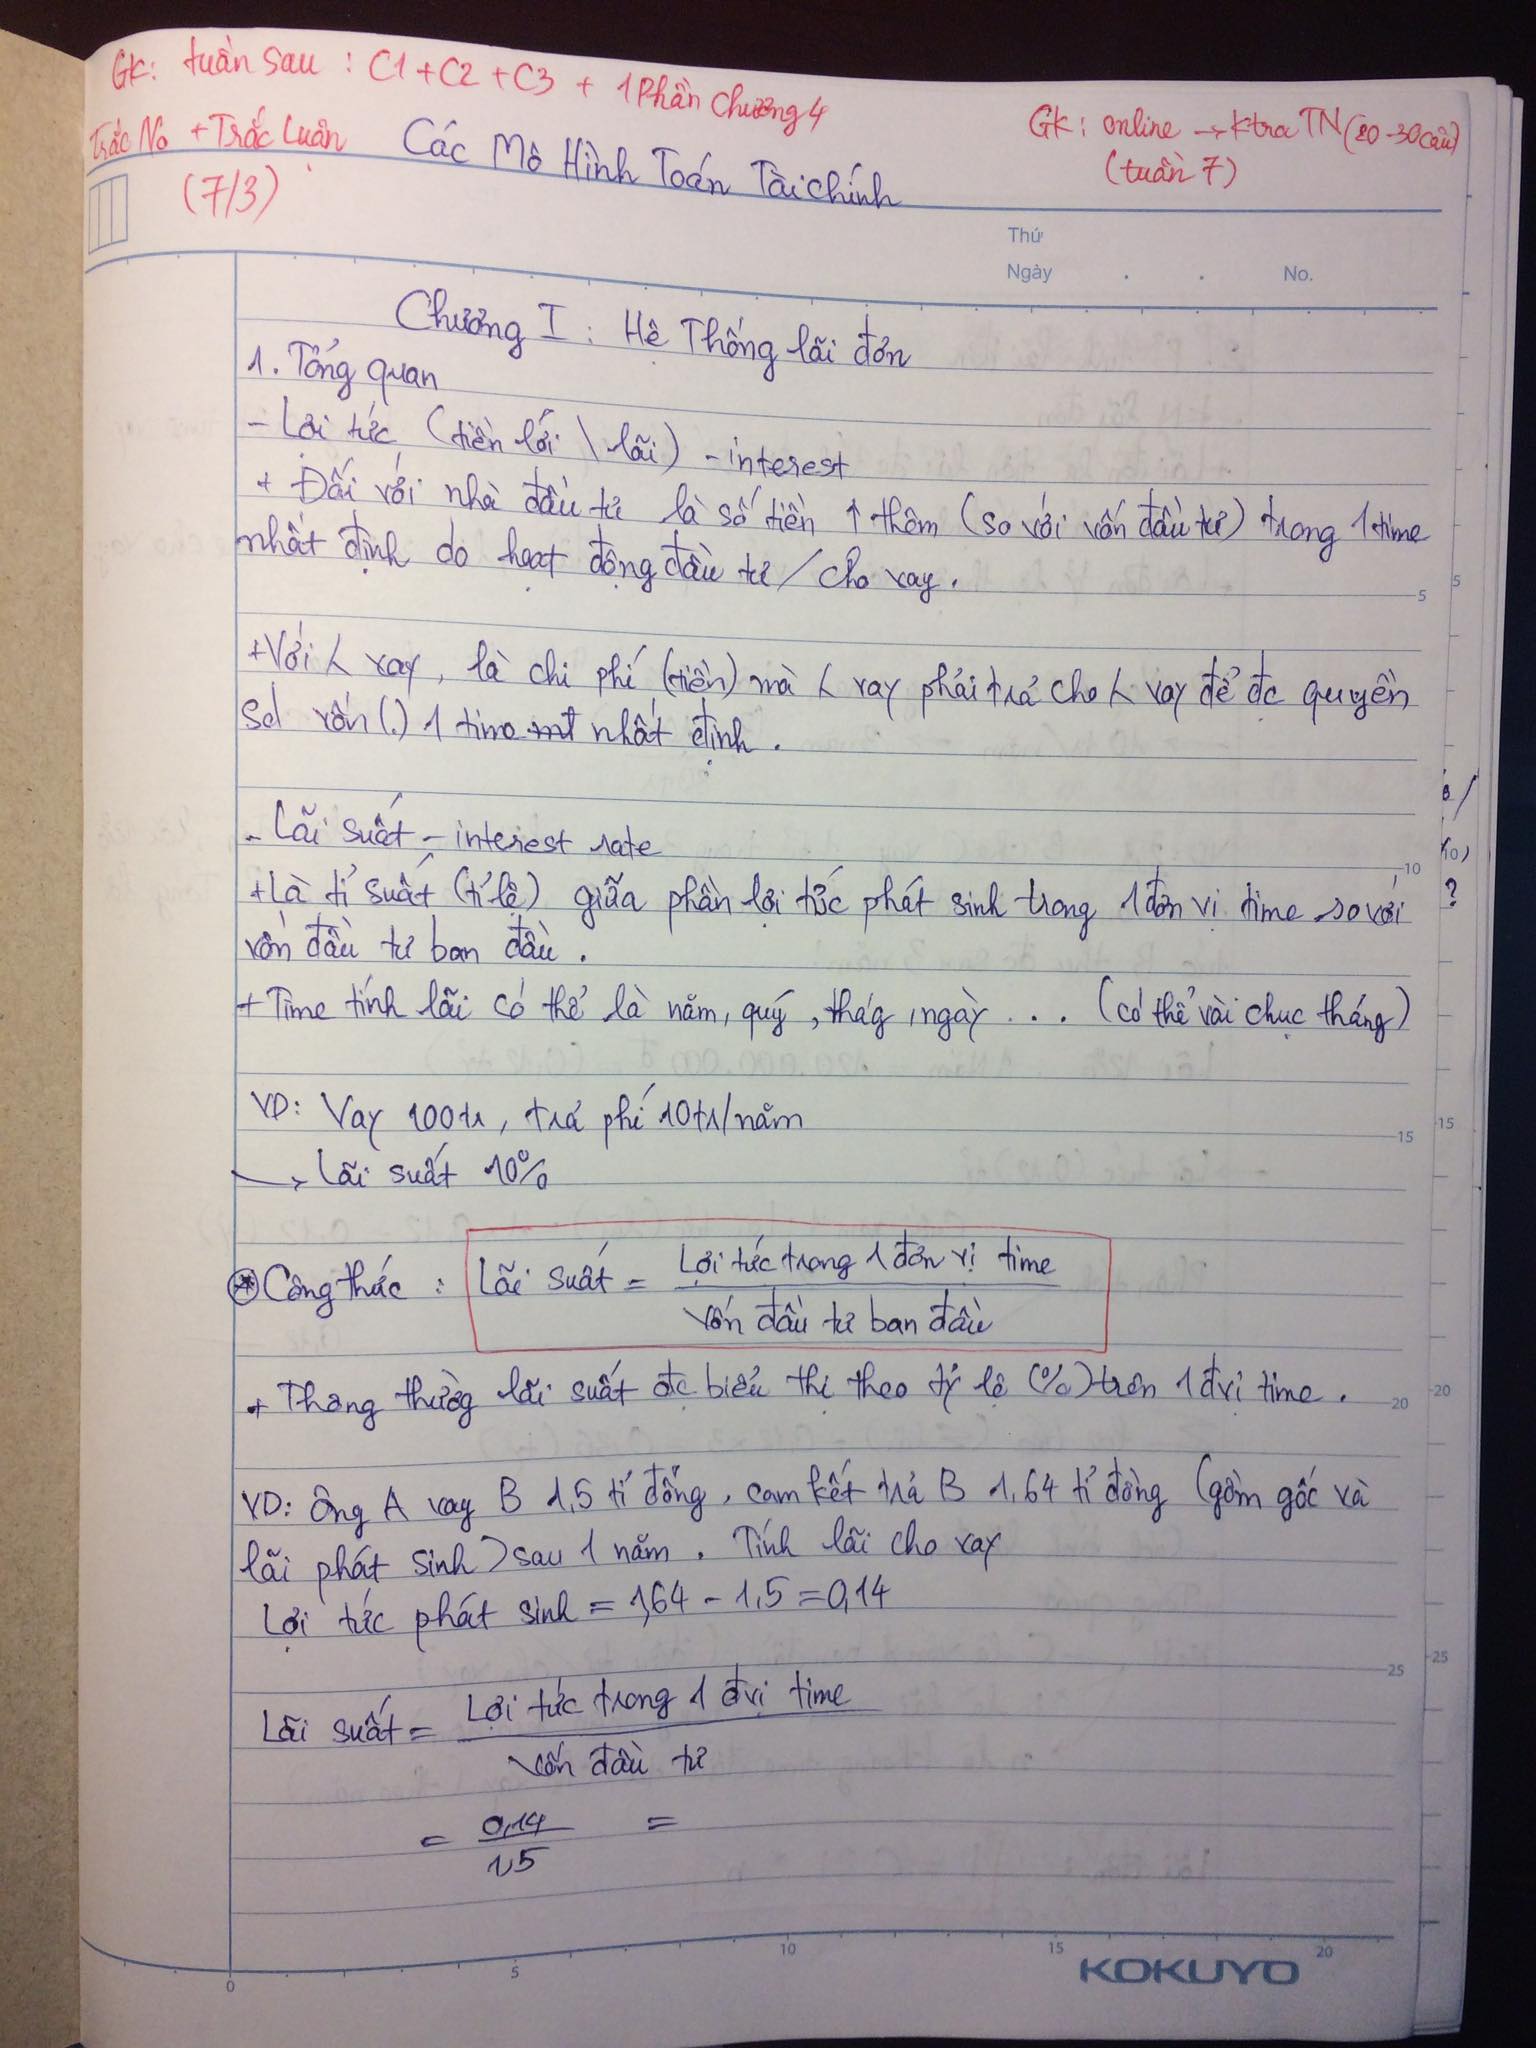 GK: tuần sau : C1 + C2 + C3 + 1 Phần Chương 4
Trắc No + Trắc Luân
(7/3)
GK: online → Ktra TN (20 - 30 câu)
(tuần 7)
Các Mô Hình Toán Tài chính
Thứ
Ngày . . No.
Chương I : Hệ Thống lãi đơn
1. Tổng quan
- Lợi tức (tiền lời \ lãi) - interest
+ Đối với nhà đầu tư là số tiền ↑ thêm (so với vốn đầu tư) trong 1 time
nhất định do hoạt động đầu tư / cho vay.
5 5
+ Với < vay, là chi phí (tiền) mà < vay phải trả cho < vay để đc quyền
sd vốn (.) 1 time nhất định.
- Lãi suất - interest rate
10
+ Là tỉ suất (tỉ lệ) giữa phần lợi tức phát sinh trong 1 đơn vị time so với ?
vốn đầu tư ban đầu.
+ Time tính lãi có thể là năm, quý, thág, ngày . . . (có thể vài chục tháng)
VD: Vay 100tr, trả phí 10tr/năm
15 15
→ Lãi suất 10%
* Công thức : Lãi suất = Lợi tức trong 1 đơn vị time
vốn đầu tư ban đầu
+ Thông thường lãi suất đc biểu thị theo tỷ lệ (%) trên 1 đvị time.
20 20
VD: Ông A vay B 1,5 tỉ đồng, cam kết trả B 1,64 tỉ đồng (gồm gốc và
lãi phát sinh) sau 1 năm. Tính lãi cho vay
Lợi tức phát sinh = 1,64 - 1,5 = 0,14
25 25
Lãi suất = Lợi tức trong 1 đvị time
vốn đầu tư
= 0,14 =
1,5
0 5 10 15 20
KOKUYO